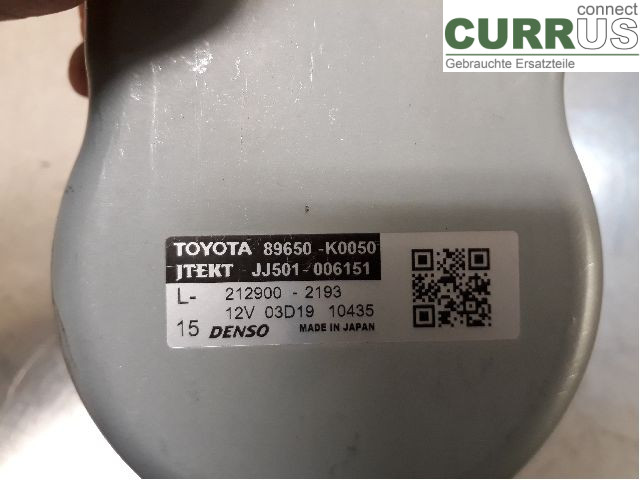 connect
CURRUS
Gebrauchte Ersatzteile
TOYOTA 89650 -K0050
JTEKT JJ501-006151
L- 212900 - 2193
12V 03D19 10435
15 DENSO MADE IN JAPAN